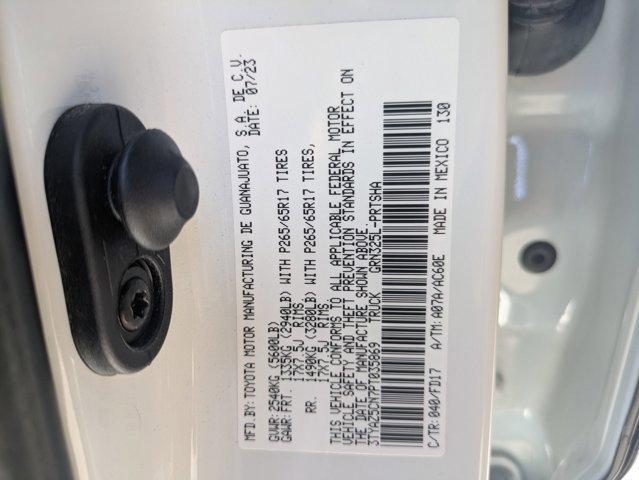 MFD.BY: TOYOTA MOTOR MANUFACTURING DE GUANAJUATO, S.A. DE C.V.
DATE: 07/23
GVWR: 2540KG (5600LB)
GAWR: FRT. 1335KG (2940LB) WITH P265/65R17 TIRES
17X7.5J RIMS,
RR. 1490KG (3280LB) WITH P265/65R17 TIRES,
17X7.5J RIMS
THIS VEHICLE CONFORMS TO ALL APPLICABLE FEDERAL MOTOR
VEHICLE SAFETY AND THEFT PREVENTION STANDARDS IN EFFECT ON
THE DATE OF MANUFACTURE SHOWN ABOVE.
3TYAZ5CN7PT035869 TRUCK GRN325L-PRTSHA
C/TR: 040/FD17 A/TM: A07A/AC60E MADE IN MEXICO 130